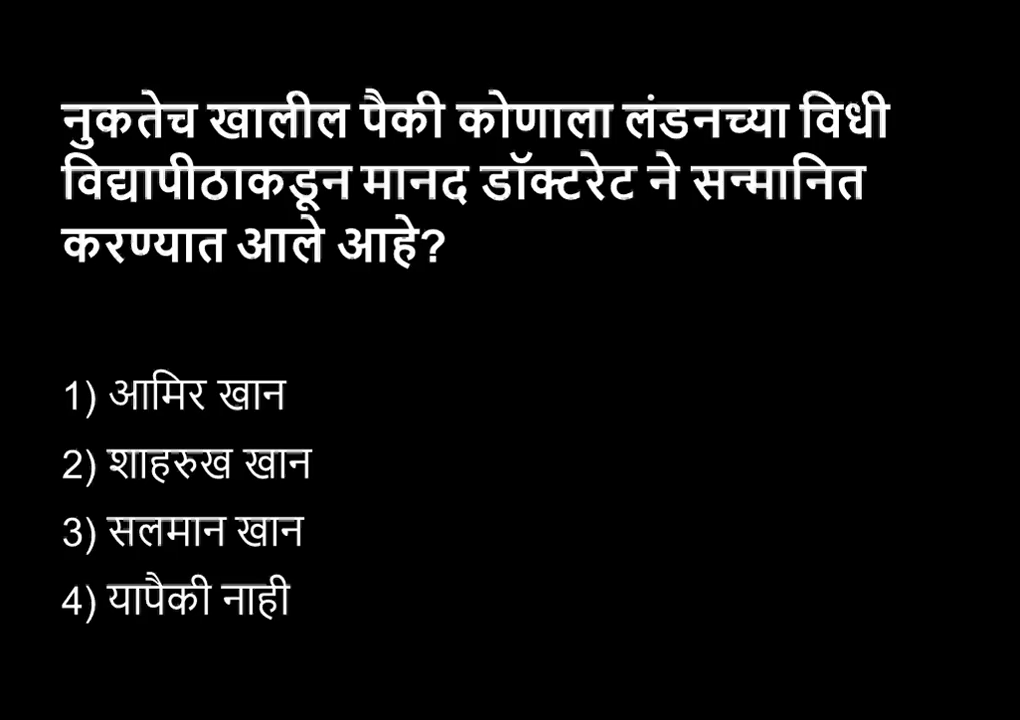 नुकतेच खालील पैकी कोणाला लंडनच्या विधी
विद्यापीठाकडून मानद डॉक्टरेट ने सन्मानित
करण्यात आले आहे?
1) आमिर खान
2) शाहरुख खान
3) सलमान खान
4) यापैकी नाही